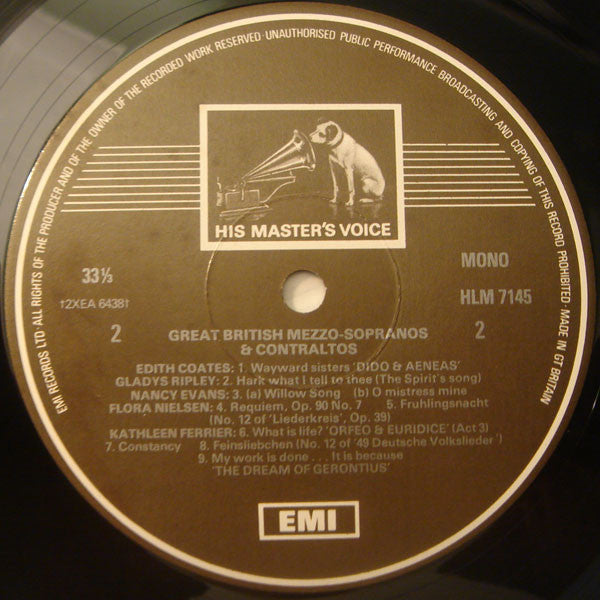 EMI RECORDS LTD·ALL RIGHTS OF THE PRODUCER AND OF THE OWNER OF THE RECORDED WORK RESERVED·UNAUTHORISED PUBLIC PERFORMANCE BROADCASTING AND COPYING OF THIS RECORD PROHIBITED·MADE IN GT BRITAIN
HIS MASTER'S VOICE
33⅓
MONO
†2XEA 6438†
HLM 7145
2
GREAT BRITISH MEZZO-SOPRANOS
2
& CONTRALTOS
EDITH COATES: 1. Wayward sisters 'DIDO & AENEAS'
GLADYS RIPLEY: 2. Hark what I tell to thee (The Spirit's song)
NANCY EVANS: 3. (a) Willow Song (b) O mistress mine
FLORA NIELSEN: 4. Requiem, Op. 90 No. 7 5. Fruhlingsnacht
(No. 12 of 'Liederkreis', Op. 39)
KATHLEEN FERRIER: 6. What is life? 'ORFEO & EURIDICE' (Act 3)
7. Constancy 8. Feinsliebchen (No. 12 of '49 Deutsche Volkslieder')
9. My work is done . . . It is because
'THE DREAM OF GERONTIUS'
EMI